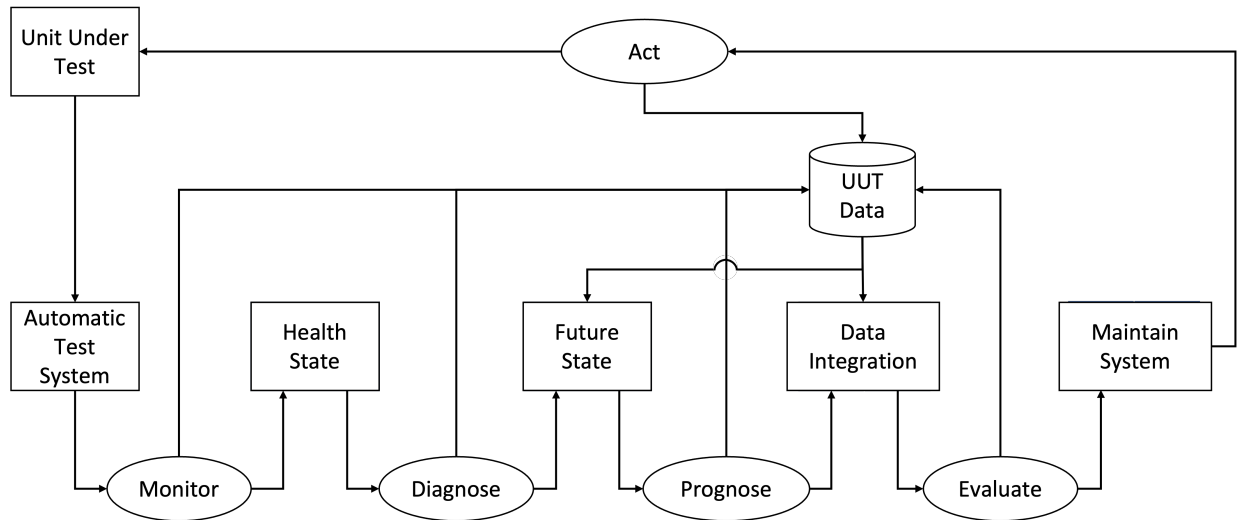 Unit Under
Test
Act
UUT
Data
Automatic
Test
System
Health
State
Future
State
Data
Integration
Maintain
System
Monitor
Diagnose
Prognose
Evaluate